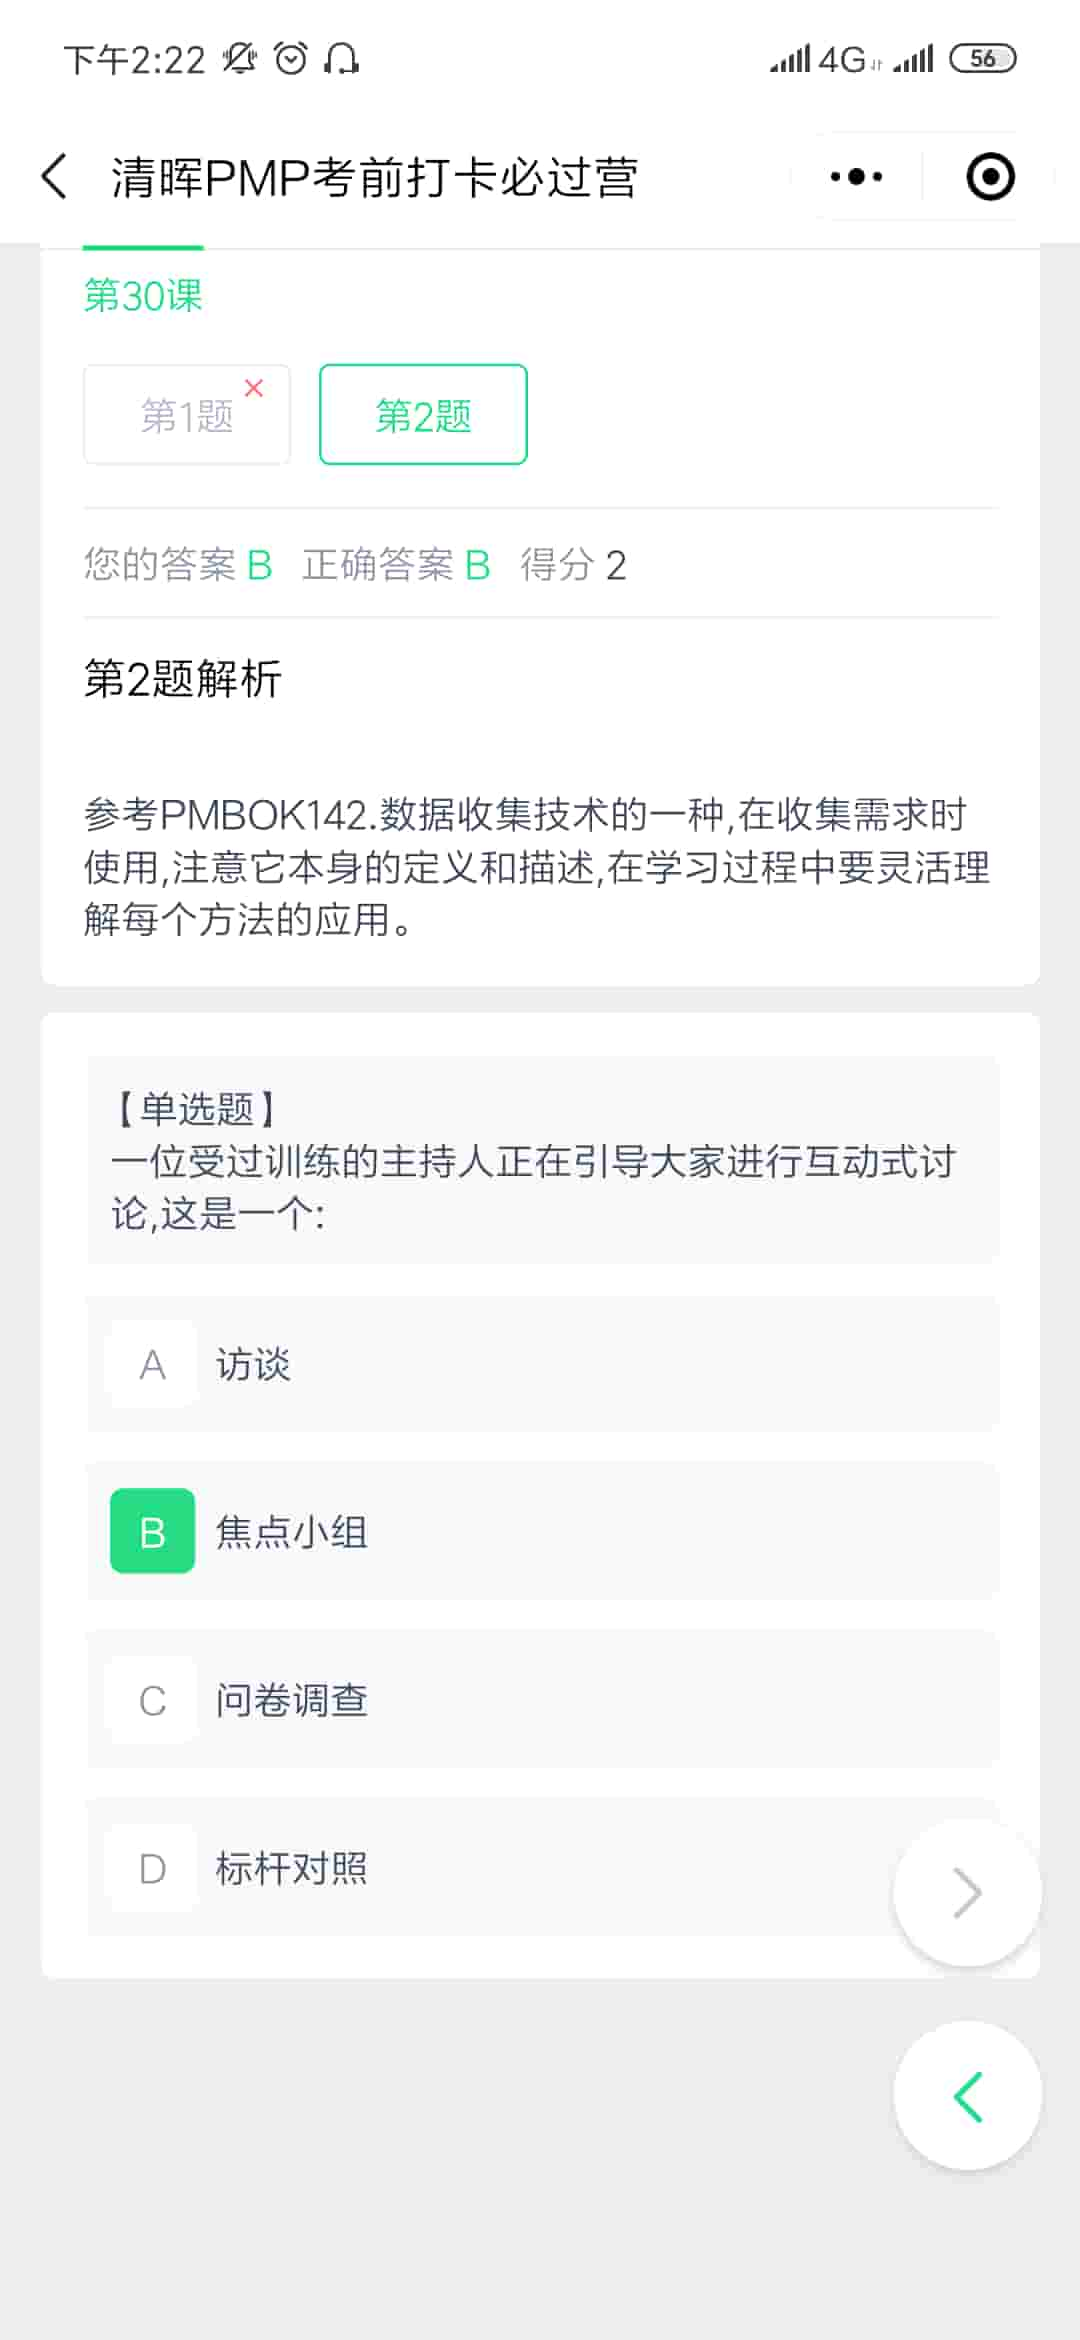 下午2:22 4G 56
清晖PMP考前打卡必过营
第30课
第1题 第2题
您的答案 B 正确答案 B 得分 2
第2题解析
参考PMBOK142.数据收集技术的一种,在收集需求时
使用,注意它本身的定义和描述,在学习过程中要灵活理
解每个方法的应用。
【单选题】
一位受过训练的主持人正在引导大家进行互动式讨
论,这是一个:
A 访谈
B 焦点小组
C 问卷调查
D 标杆对照